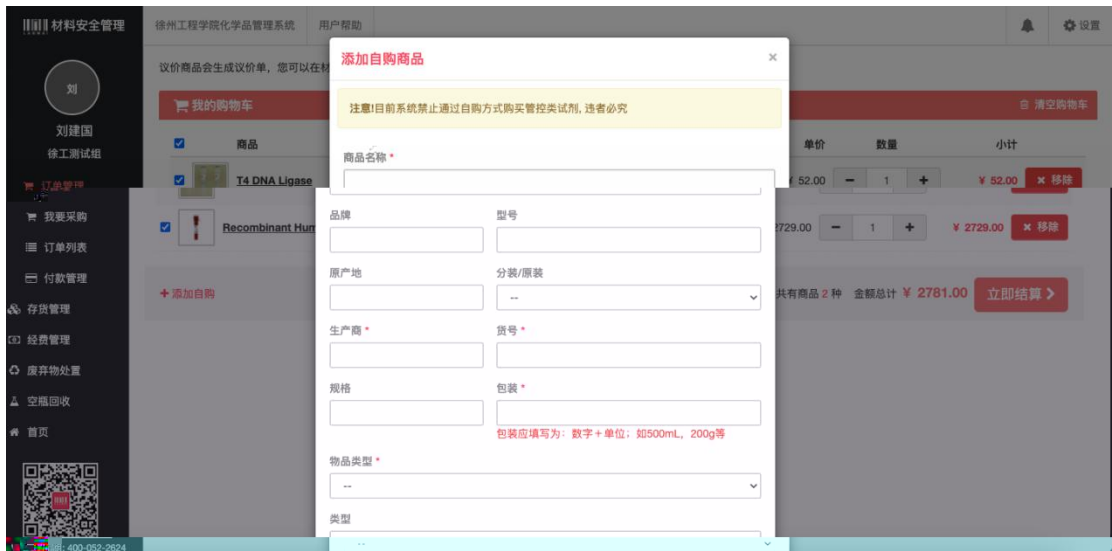 材料安全管理
徐州工程学院化学品管理系统 用户帮助
设置
刘
刘建国
徐工测试组
订单管理
我要采购
订单列表
付款管理
存货管理
经费管理
废弃物处置
空瓶回收
首页
400-052-2624
议价商品会生成议价单，您可以在材
我的购物车
清空购物车
商品 单价 数量 小计
T4 DNA Ligase ¥ 52.00 － 1 + ¥ 52.00 × 移除
Recombinant Hum 2729.00 － 1 + ¥ 2729.00 × 移除
+ 添加自购
共有商品 2 种 金额总计 ¥ 2781.00 立即结算
添加自购商品 ×
注意!目前系统禁止通过自购方式购买管控类试剂, 违者必究
商品名称 *
品牌 型号
原产地 分装/原装
--
生产商 * 货号 *
规格 包装 *
包装应填写为：数字＋单位；如500mL，200g等
物品类型 *
--
类型
--